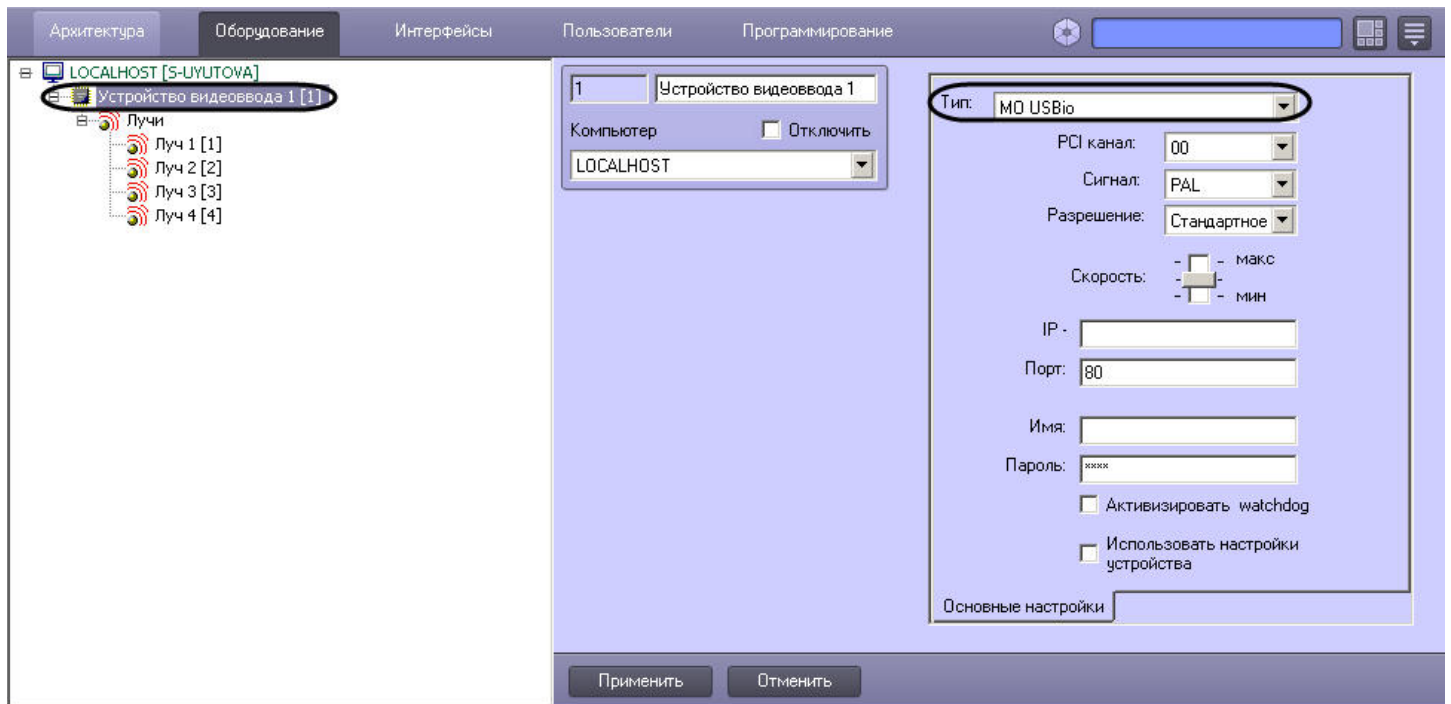 Архитектура Оборудование Интерфейсы Пользователи Программирование
LOCALHOST [S-UYUTOVA]
Устройство видеоввода 1 [1]
Лучи
Луч 1 [1]
Луч 2 [2]
Луч 3 [3]
Луч 4 [4]
1 Устройство видеоввода 1
Компьютер Отключить
LOCALHOST
Тип: MO USBio
PCI канал: 00
Сигнал: PAL
Разрешение: Стандартное
Скорость: - - макс
- -
- - мин
IP -
Порт: 80
Имя:
Пароль: ××××
Активизировать watchdog
Использовать настройки
устройства
Основные настройки
Применить Отменить